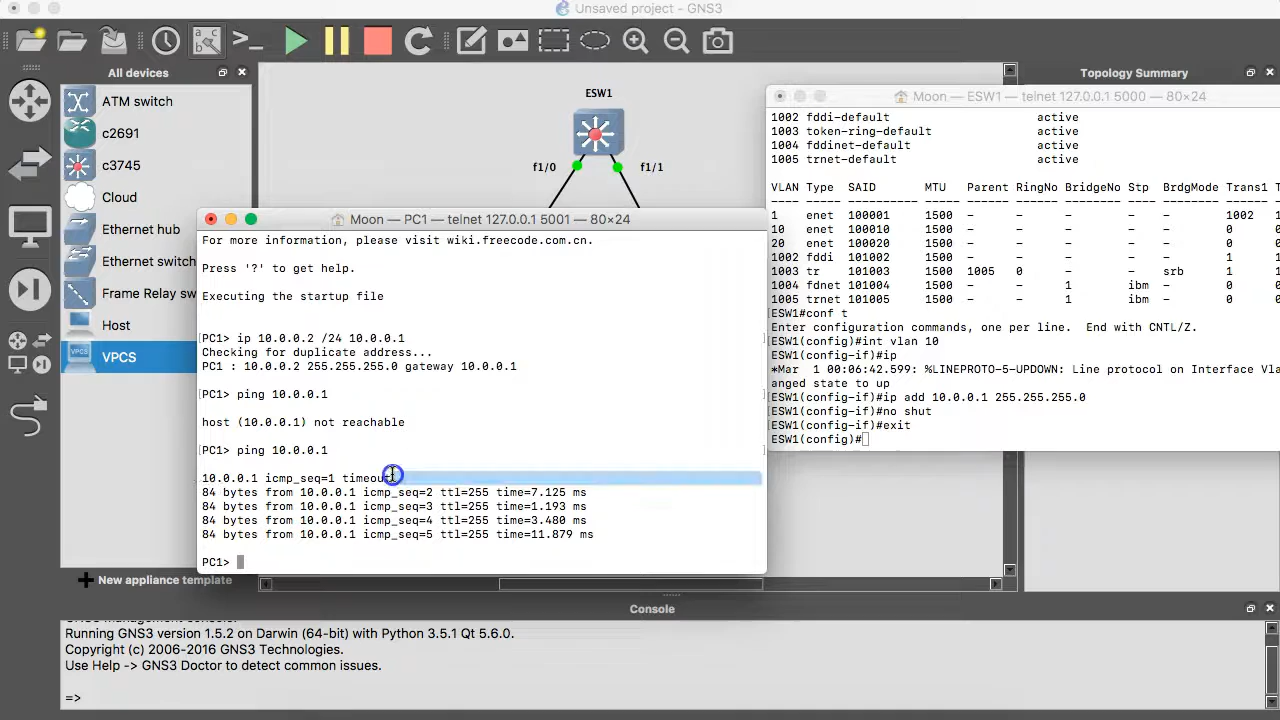 Unsaved project – GNS3
All devices
Topology Summary
ATM switch
c2691
c3745
Cloud
Ethernet hub
Ethernet switch
Frame Relay sw
Host
VPCS
New appliance template
ESW1
f1/0
f1/1
Moon — PC1 — telnet 127.0.0.1 5001 — 80×24
For more information, please visit wiki.freecode.com.cn.
Press '?' to get help.
Executing the startup file
PC1> ip 10.0.0.2 /24 10.0.0.1
Checking for duplicate address...
PC1 : 10.0.0.2 255.255.255.0 gateway 10.0.0.1
PC1> ping 10.0.0.1
host (10.0.0.1) not reachable
PC1> ping 10.0.0.1
10.0.0.1 icmp_seq=1 timeout
84 bytes from 10.0.0.1 icmp_seq=2 ttl=255 time=7.125 ms
84 bytes from 10.0.0.1 icmp_seq=3 ttl=255 time=1.193 ms
84 bytes from 10.0.0.1 icmp_seq=4 ttl=255 time=3.480 ms
84 bytes from 10.0.0.1 icmp_seq=5 ttl=255 time=11.879 ms
PC1>
Moon — ESW1 — telnet 127.0.0.1 5000 — 80×24
1002 fddi-default active
1003 token-ring-default active
1004 fddinet-default active
1005 trnet-default active
VLAN Type SAID MTU Parent RingNo BridgeNo Stp BrdgMode Trans1 T
---- ----- ---------- ----- ------ ------ -------- ---- -------- ------ -
1 enet 100001 1500 - - - - - 1002 1
10 enet 100010 1500 - - - - - 0 0
20 enet 100020 1500 - - - - - 0 0
1002 fddi 101002 1500 - - - - - 1 1
1003 tr 101003 1500 1005 0 - - srb 1 1
1004 fdnet 101004 1500 - - 1 ibm - 0 0
1005 trnet 101005 1500 - - 1 ibm - 0 0
ESW1#conf t
Enter configuration commands, one per line. End with CNTL/Z.
ESW1(config)#int vlan 10
ESW1(config-if)#ip
*Mar 1 00:06:42.599: %LINEPROTO-5-UPDOWN: Line protocol on Interface Vla
anged state to up
ESW1(config-if)#ip add 10.0.0.1 255.255.255.0
ESW1(config-if)#no shut
ESW1(config-if)#exit
ESW1(config)#
Console
GNS3 management console.
Running GNS3 version 1.5.2 on Darwin (64-bit) with Python 3.5.1 Qt 5.6.0.
Copyright (c) 2006-2016 GNS3 Technologies.
Use Help -> GNS3 Doctor to detect common issues.
=>